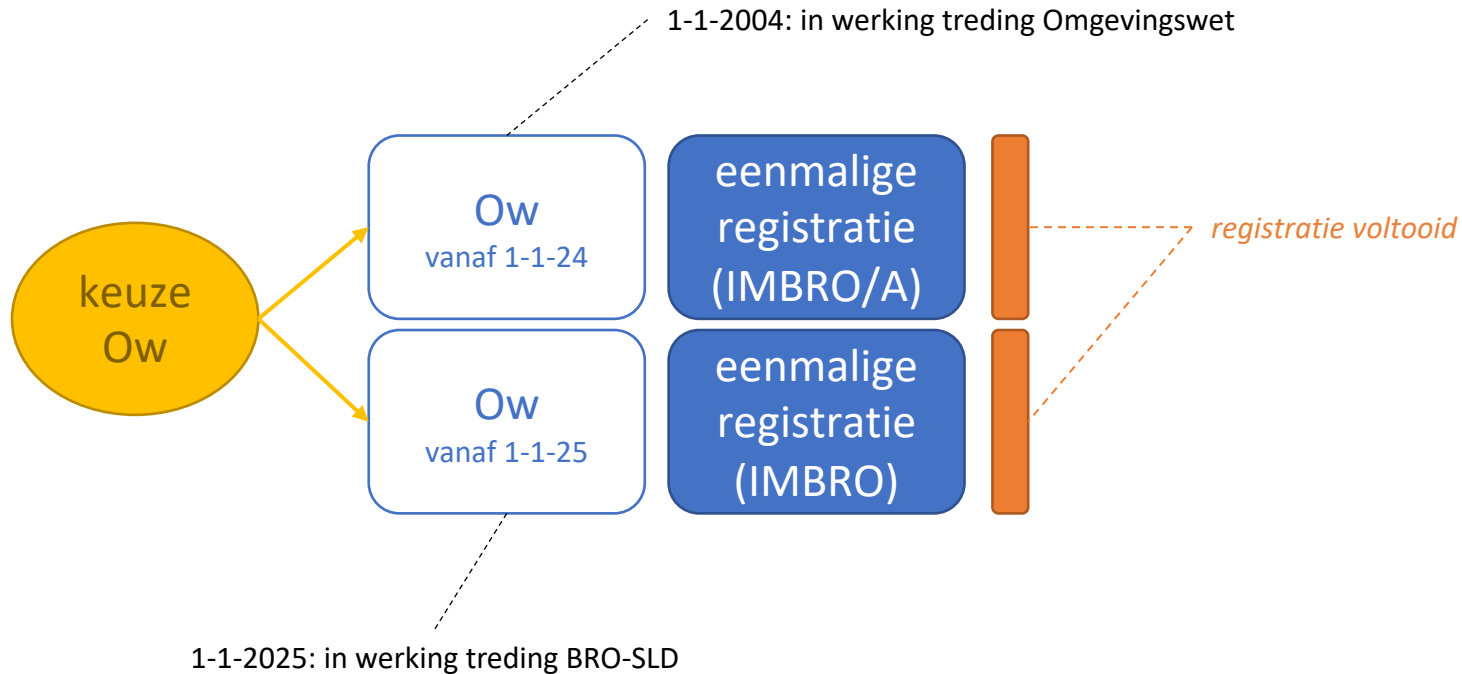 1-1-2004: in werking treding Omgevingswet
keuze
Ow
Ow
vanaf 1-1-24
eenmalige
registratie
(IMBRO/A)
registratie voltooid
Ow
vanaf 1-1-25
eenmalige
registratie
(IMBRO)
1-1-2025: in werking treding BRO-SLD